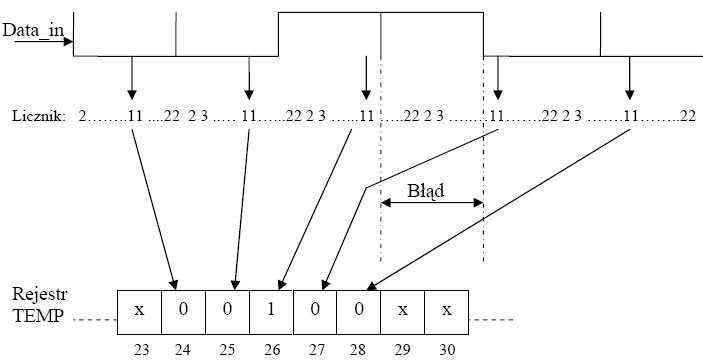 Data_in
Licznik: 2........11 ....22 2 3 ..... 11......22 2 3 ......11 .....22 2 3 ........ 11........22 2 3 ........11........22
Błąd
Rejestr
TEMP
x 0 0 1 0 0 x x
23 24 25 26 27 28 29 30